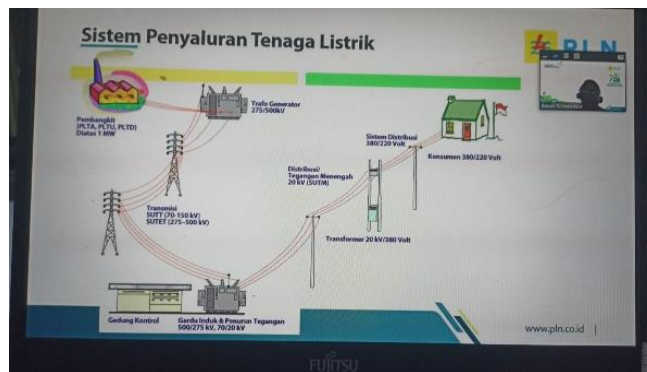 Sistem Penyaluran Tenaga Listrik
PLN
Trafo Generator
275/500kV
Pembangkit
(PLTA, PLTU, PLTD)
Diatas 1 MW
Sistem Distribusi
380/220 Volt
Konsumen 380/220 Volt
Distribusi/
Tegangan Menengah
20 kV (SUTM)
Transmisi
SUTT (70-150 kV)
SUTET (275-500 kV)
Transformer 20 kV/380 Volt
Gedung Kontrol
Gardu Induk & Penurun Tegangan
500/275 kV, 70/20 kV
www.pln.co.id |
FUJITSU